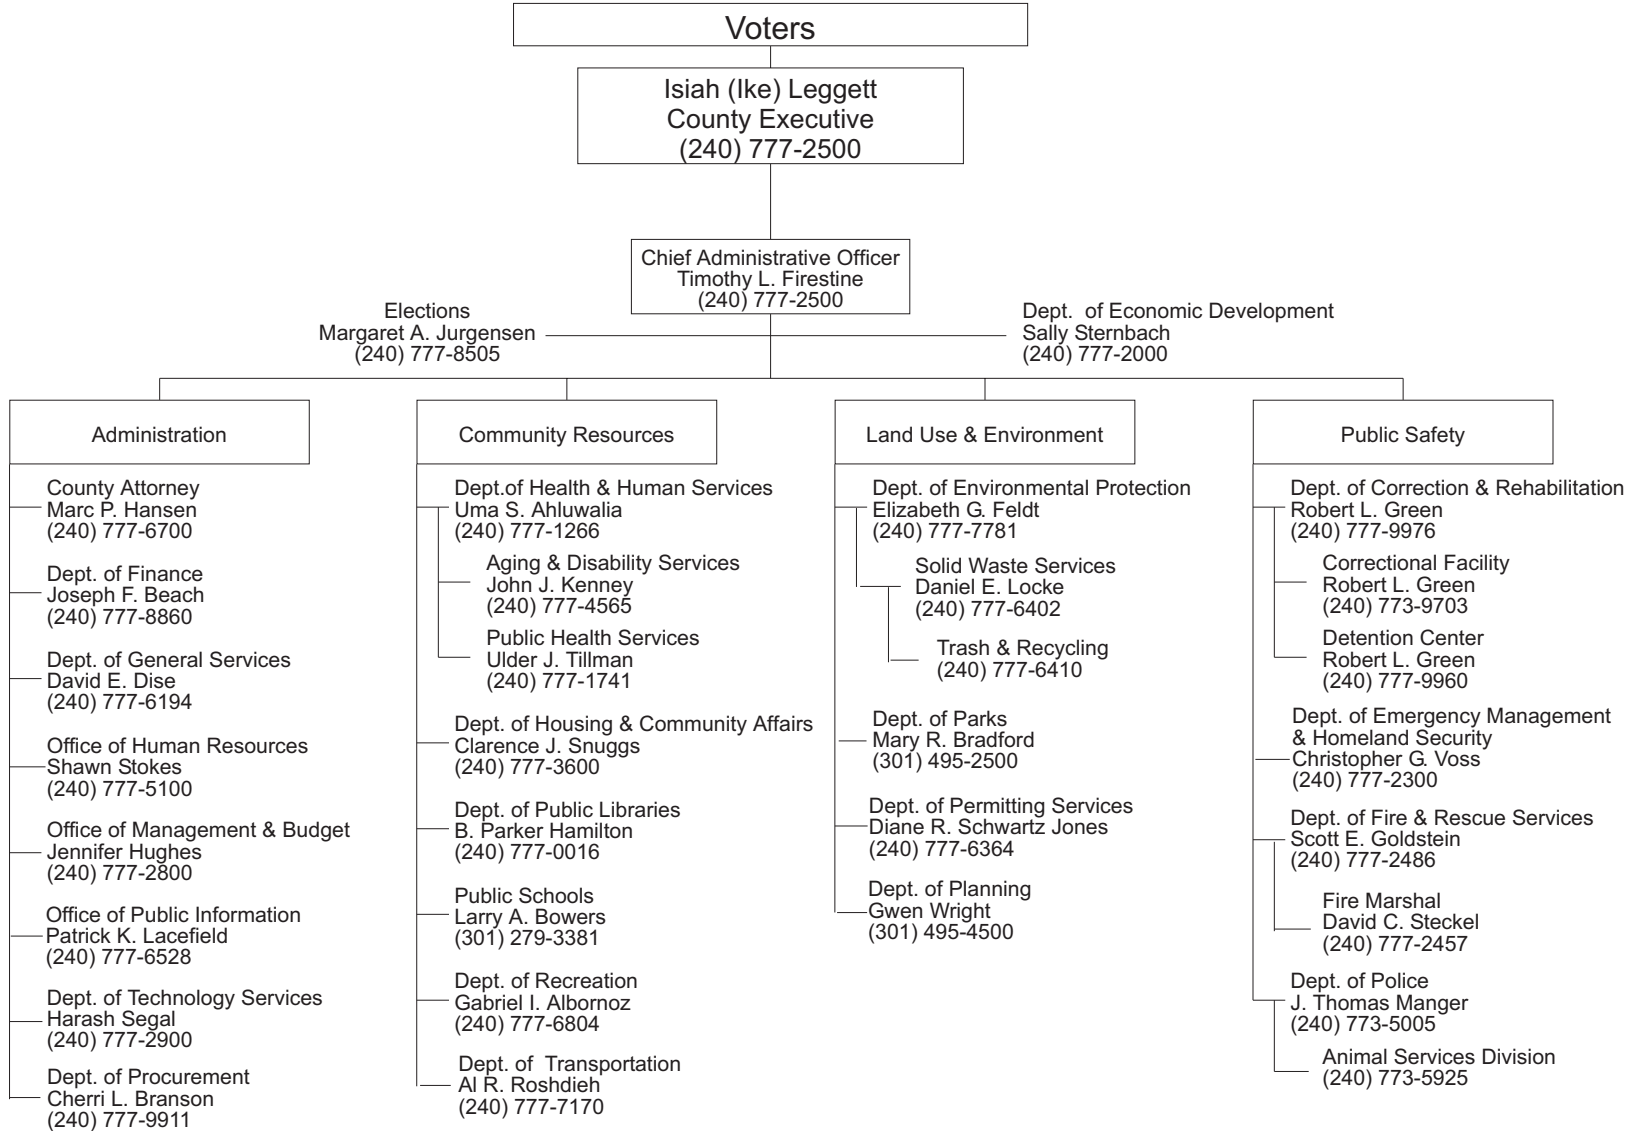 Voters
Isiah (Ike) Leggett
County Executive
(240) 777-2500
Chief Administrative Officer
Timothy L. Firestine
(240) 777-2500
Elections
Margaret A. Jurgensen
(240) 777-8505
Dept. of Economic Development
Sally Sternbach
(240) 777-2000
Administration
County Attorney
Marc P. Hansen
(240) 777-6700
Dept. of Finance
Joseph F. Beach
(240) 777-8860
Dept. of General Services
David E. Dise
(240) 777-6194
Office of Human Resources
Shawn Stokes
(240) 777-5100
Office of Management & Budget
Jennifer Hughes
(240) 777-2800
Office of Public Information
Patrick K. Lacefield
(240) 777-6528
Dept. of Technology Services
Harash Segal
(240) 777-2900
Dept. of Procurement
Cherri L. Branson
(240) 777-9911
Community Resources
Dept.of Health & Human Services
Uma S. Ahluwalia
(240) 777-1266
Aging & Disability Services
John J. Kenney
(240) 777-4565
Public Health Services
Ulder J. Tillman
(240) 777-1741
Dept. of Housing & Community Affairs
Clarence J. Snuggs
(240) 777-3600
Dept. of Public Libraries
B. Parker Hamilton
(240) 777-0016
Public Schools
Larry A. Bowers
(301) 279-3381
Dept. of Recreation
Gabriel I. Albornoz
(240) 777-6804
Dept. of Transportation
Al R. Roshdieh
(240) 777-7170
Land Use & Environment
Dept. of Environmental Protection
Elizabeth G. Feldt
(240) 777-7781
Solid Waste Services
Daniel E. Locke
(240) 777-6402
Trash & Recycling
(240) 777-6410
Dept. of Parks
Mary R. Bradford
(301) 495-2500
Dept. of Permitting Services
Diane R. Schwartz Jones
(240) 777-6364
Dept. of Planning
Gwen Wright
(301) 495-4500
Public Safety
Dept. of Correction & Rehabilitation
Robert L. Green
(240) 777-9976
Correctional Facility
Robert L. Green
(240) 773-9703
Detention Center
Robert L. Green
(240) 777-9960
Dept. of Emergency Management
& Homeland Security
Christopher G. Voss
(240) 777-2300
Dept. of Fire & Rescue Services
Scott E. Goldstein
(240) 777-2486
Fire Marshal
David C. Steckel
(240) 777-2457
Dept. of Police
J. Thomas Manger
(240) 773-5005
Animal Services Division
(240) 773-5925